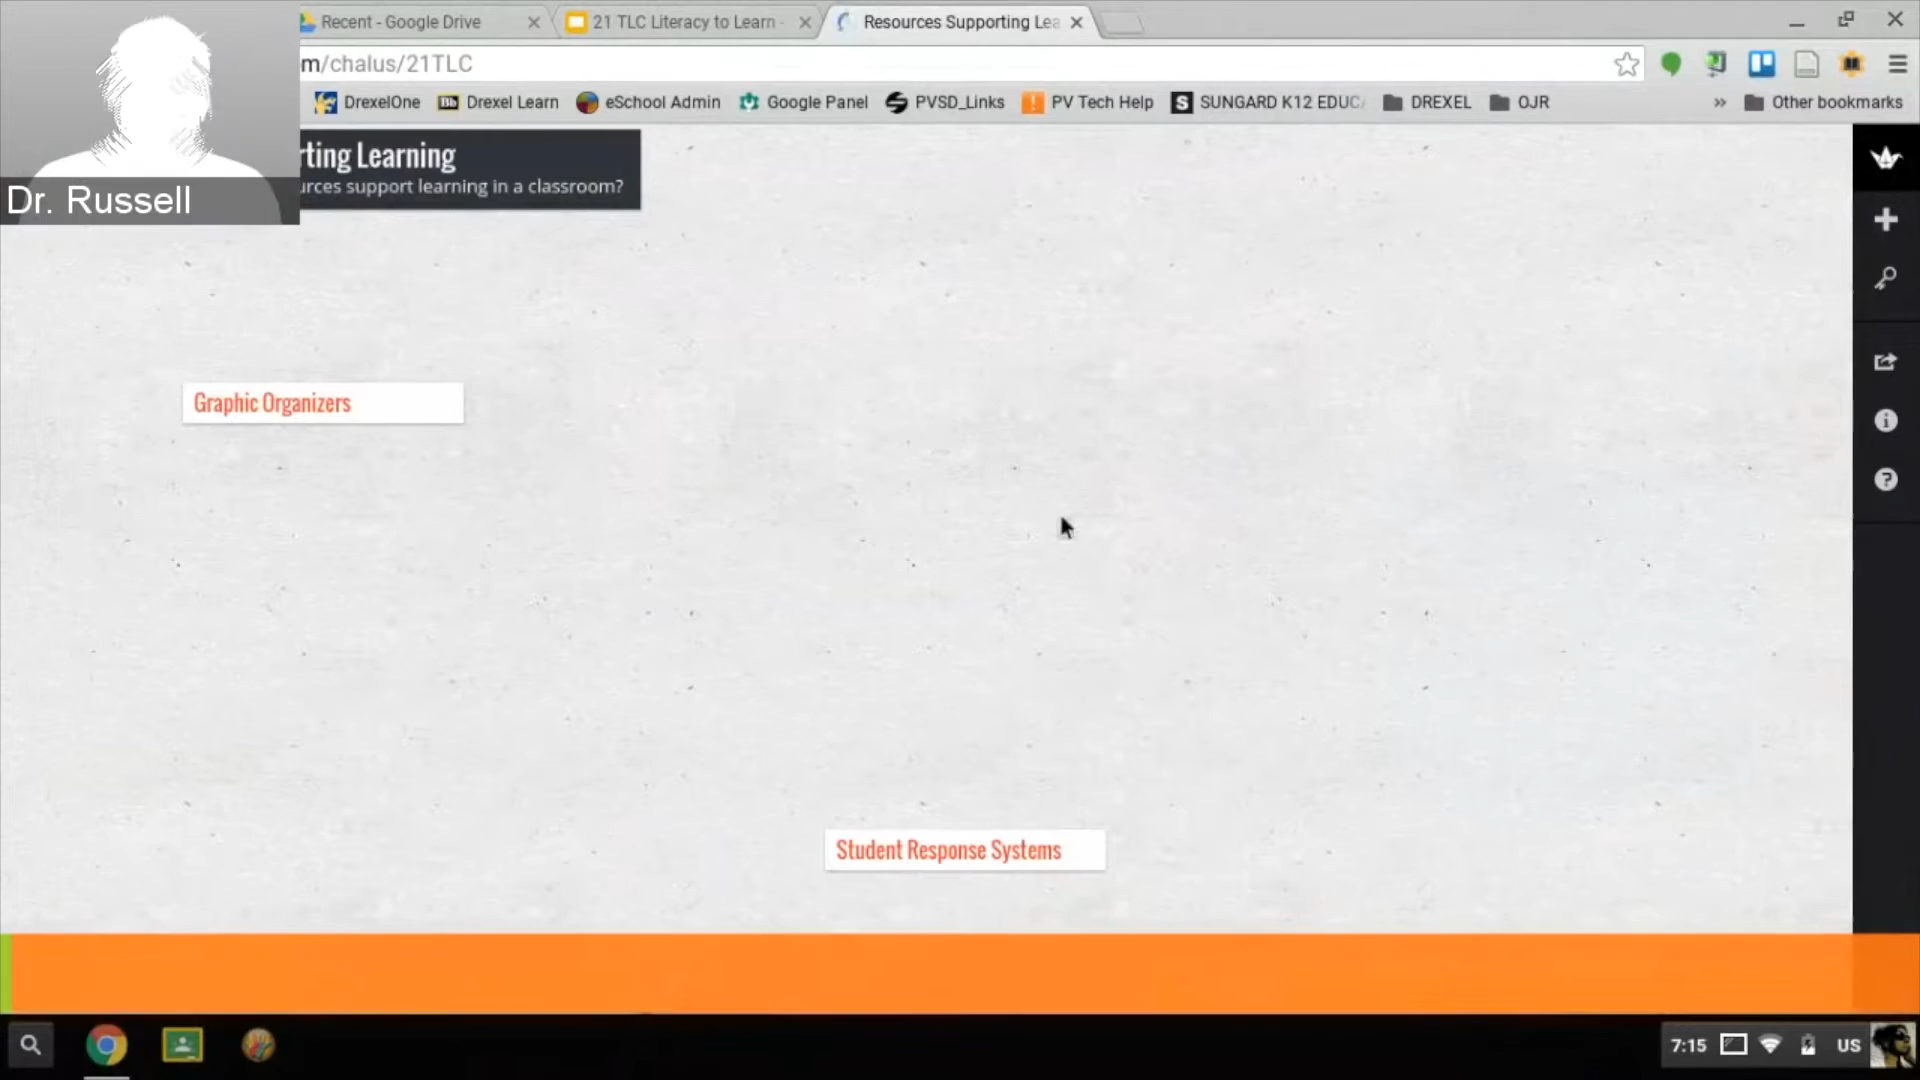 Recent - Google Drive
21 TLC Literacy to Learn -
Resources Supporting Lea
m/chalus/21TLC
DrexelOne
Bb Drexel Learn
eSchool Admin
Google Panel
PVSD_Links
PV Tech Help
S SUNGARD K12 EDUC
DREXEL
OJR
»
Other bookmarks
rting Learning
urces support learning in a classroom?
Dr. Russell
Graphic Organizers
Student Response Systems
7:15
US